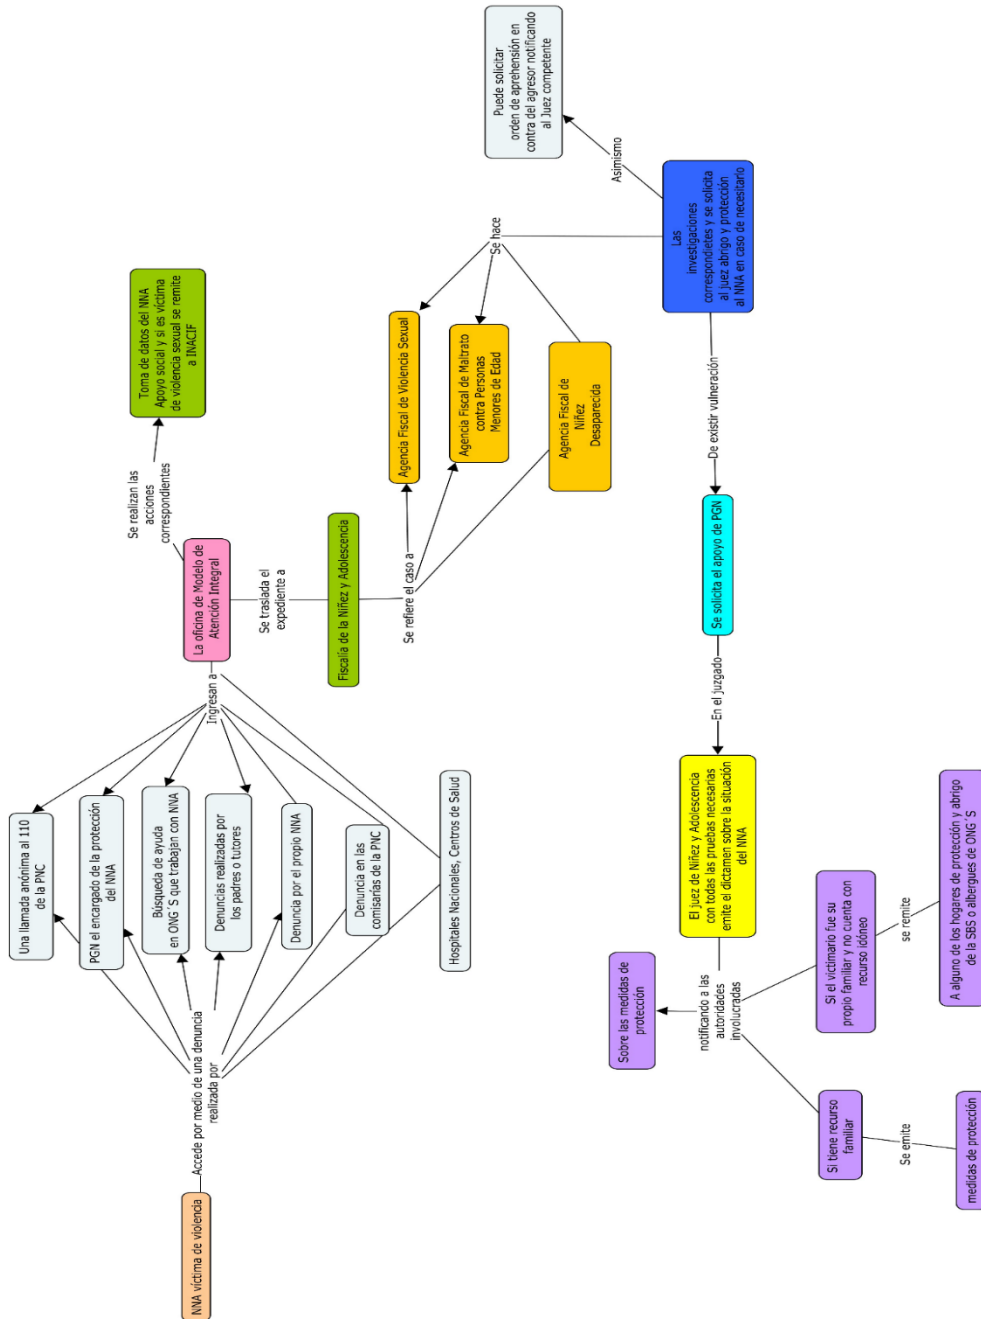 NNA víctima de violencia
Accede por medio de una denuncia
realizada por
Una llamada anónima al 110
de la PNC
PGN el encargado de la protección
del NNA
Búsqueda de ayuda
en ONG´S que trabajan con NNA
Denuncias realizadas por
los padres o tutores
Denuncia por el propio NNA
Denuncia en las
comisarías de la PNC
Hospitales Nacionales, Centros de Salud
Ingresan a
La oficina de Modelo de
Atención Integral
Se realizan las
acciones
correspondientes
Toma de datos del NNA
Apoyo social y si es víctima
de violencia sexual se remite
a INACIF
Se traslada el
expediente a
Fiscalía de la Niñez y Adolescencia
Se refiere el caso a
Agencia Fiscal de Violencia Sexual
Agencia Fiscal de Maltrato
contra Personas
Menores de Edad
Agencia Fiscal de
Niñez
Desaparecida
Se hace
Las
investigaciones
correspondietes y se solicita
al juez abrigo y protección
al NNA en caso de necesitarlo
Asimismo
Puede solicitar
orden de aprehensión en
contra del agresor notificando
al Juez competente
De existir vulneración
Se solicita el apoyo de PGN
En el juzgado
El juez de Niñez y Adolescencia
con todas las pruebas necesarias
emite el dictamen sobre la situación
del NNA
notificando a las
autoridades
involucradas
Sobre las medidas de
protección
Si el victimario fue su
propio familiar y no cuenta con
recurso idóneo
se remite
A alguno de los hogares de protección y abrigo
de la SBS o albergues de ONG´S
Si tiene recurso
familiar
Se emite
medidas de protección